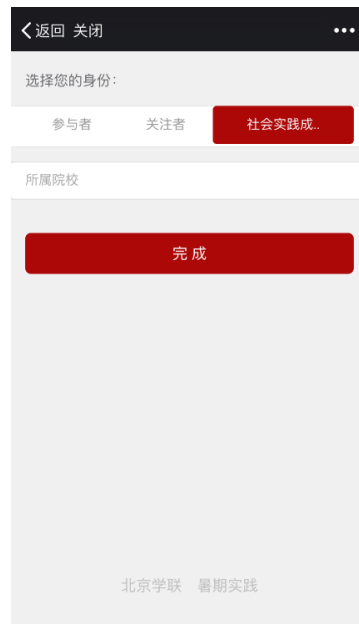 返回 关闭
选择您的身份:
参与者 关注者 社会实践成..
所属院校
完成
北京学联 暑期实践